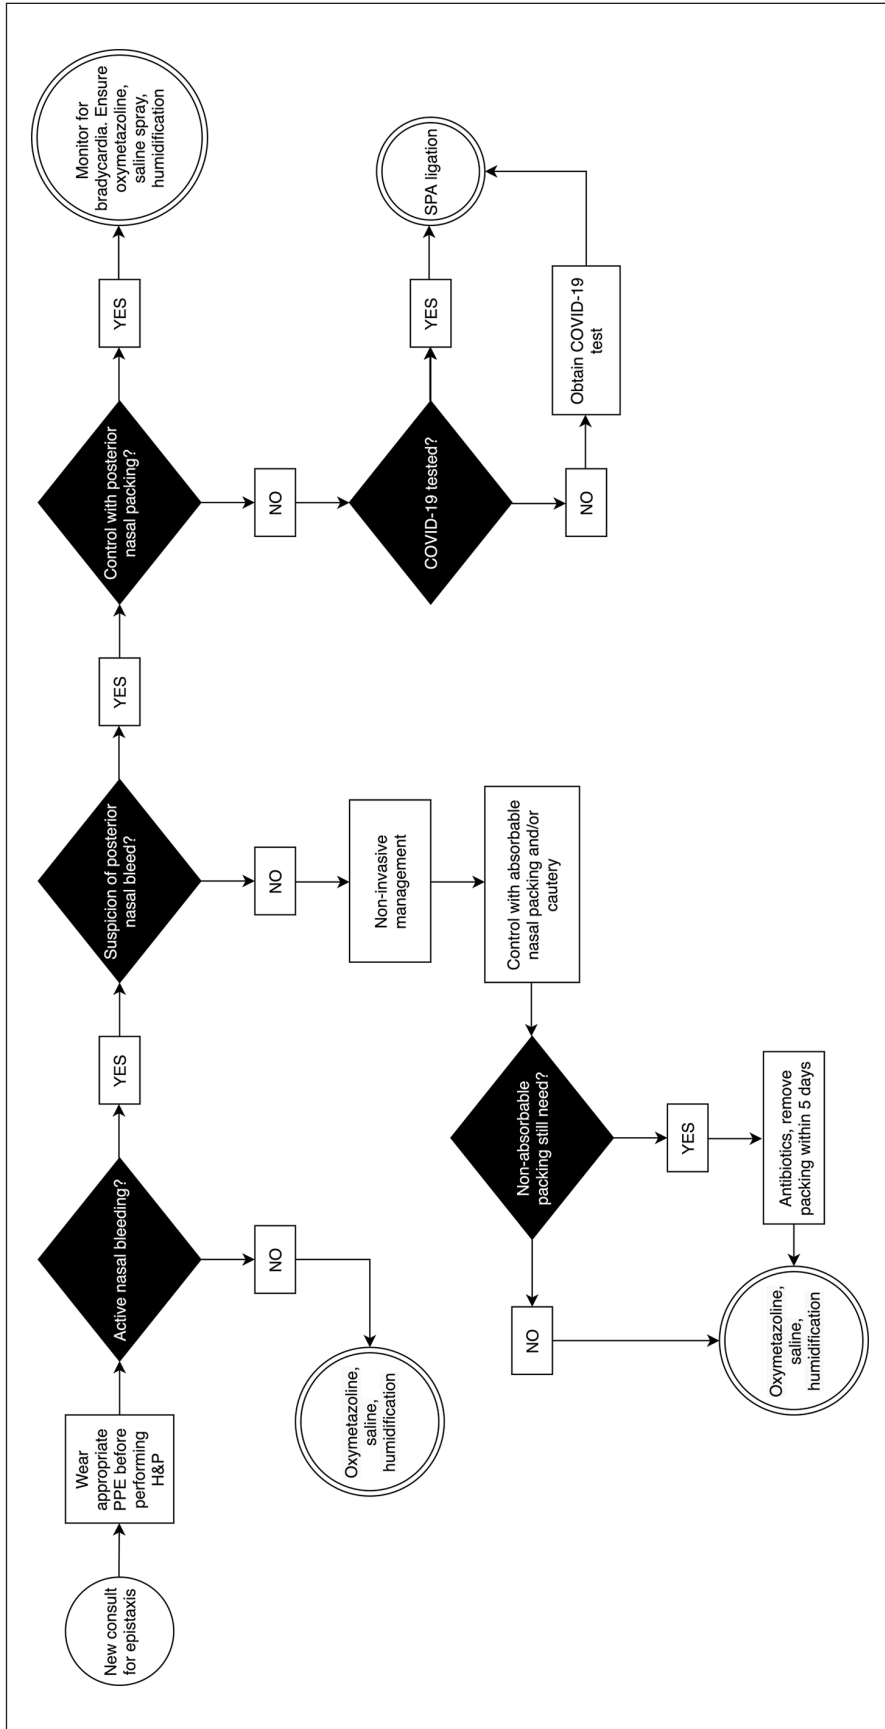 New consult
for epistaxis
Wear
appropriate
PPE before
performing
H&P
Active nasal bleeding?
YES
Suspicion of posterior
nasal bleed?
YES
Control with posterior
nasal packing?
YES
Monitor for
bradycardia. Ensure
oxymetazoline,
saline spray,
humidification
NO
Oxymetazoline,
saline,
humidification
NO
Non-invasive
management
Control with absorbable
nasal packing and/or
cautery
Non-absorbable
packing still need?
NO
YES
Antibiotics, remove
packing within 5 days
Oxymetazoline,
saline,
humidification
NO
COVID-19 tested?
YES
SPA ligation
NO
Obtain COVID-19
test